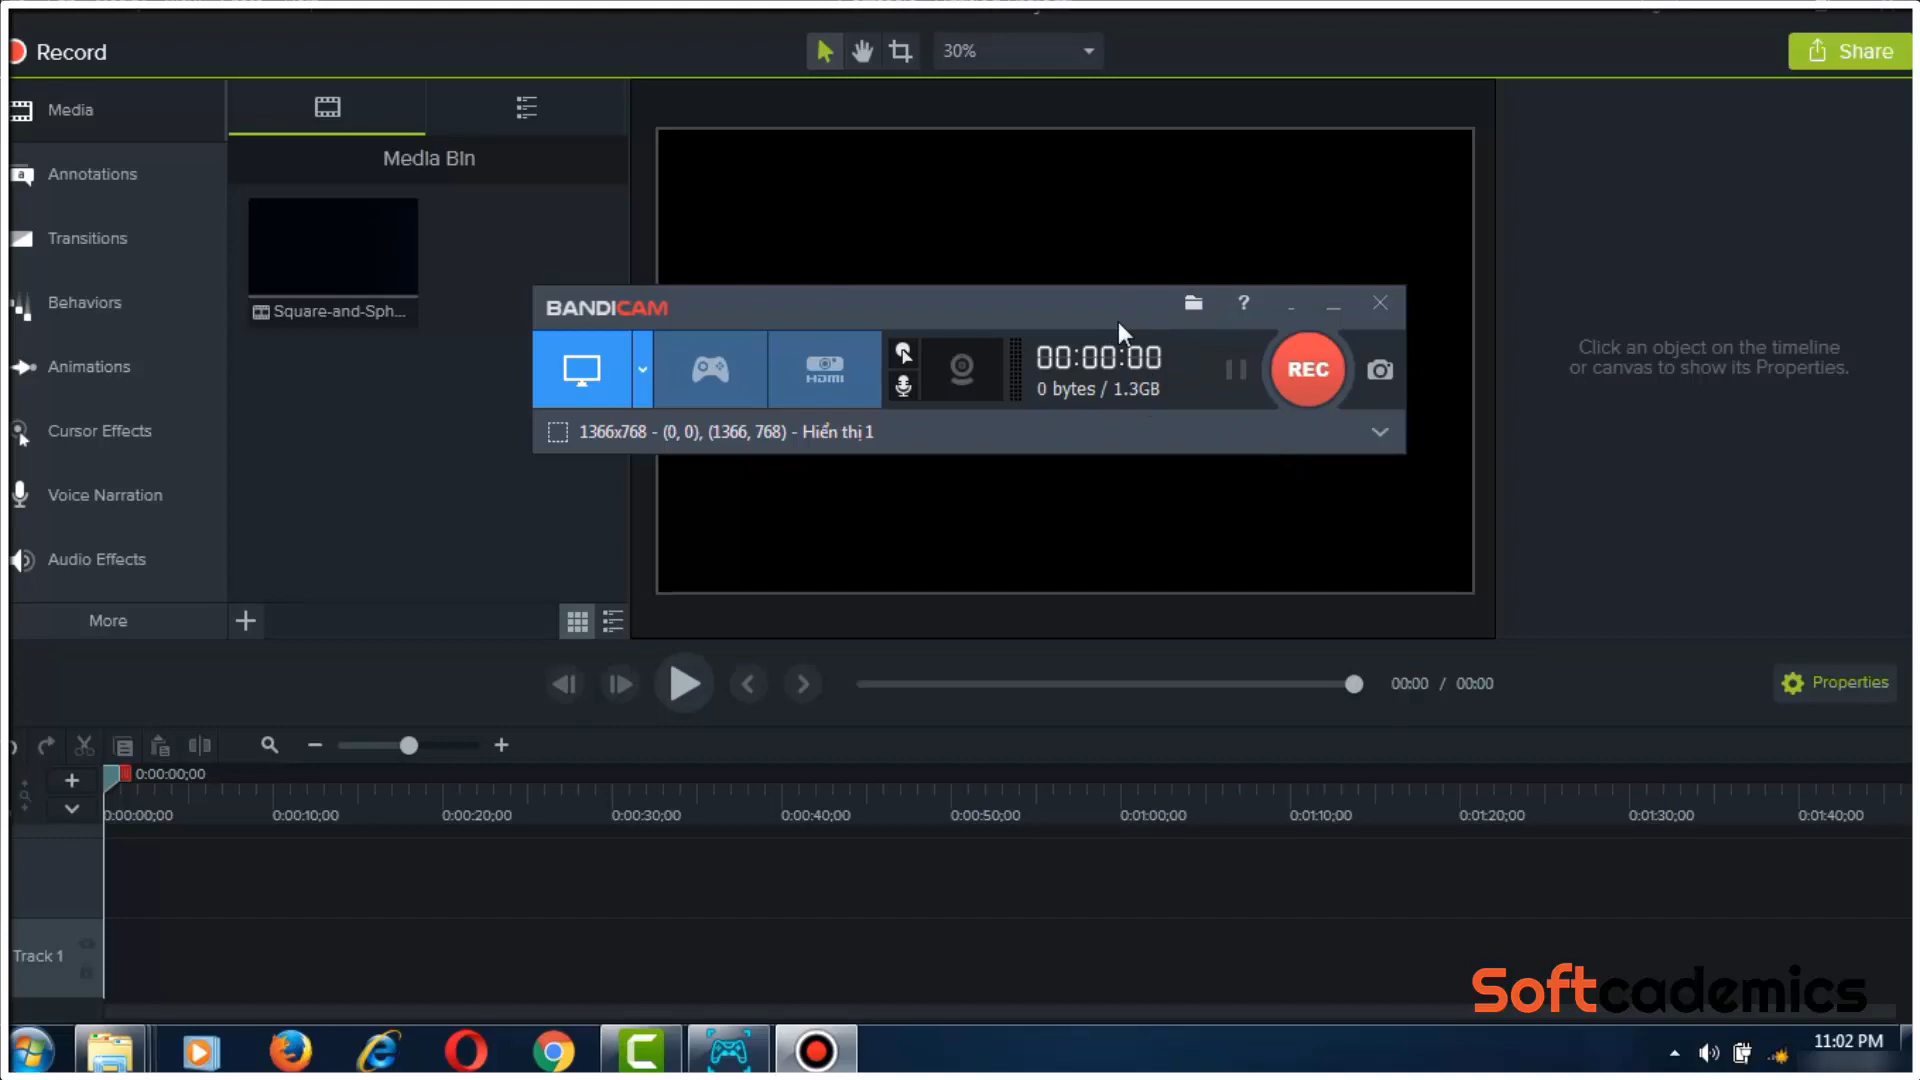 Record
30%
Share
Media
Annotations
Transitions
Behaviors
Animations
Cursor Effects
Voice Narration
Audio Effects
More
Media Bin
Square-and-Sph...
BANDICAM
?
HDMI
00:00:00
0 bytes / 1.3GB
REC
1366x768 - (0, 0), (1366, 768) - Hiển thị 1
Click an object on the timeline
or canvas to show its Properties.
00:00 / 00:00
Properties
0:00:00;00
0:00:00;00 0:00:10;00 0:00:20;00 0:00:30;00 0:00:40;00 0:00:50;00 0:01:00;00 0:01:10;00 0:01:20;00 0:01:30;00 0:01:40;00
Track 1
Softcademics
11:02 PM